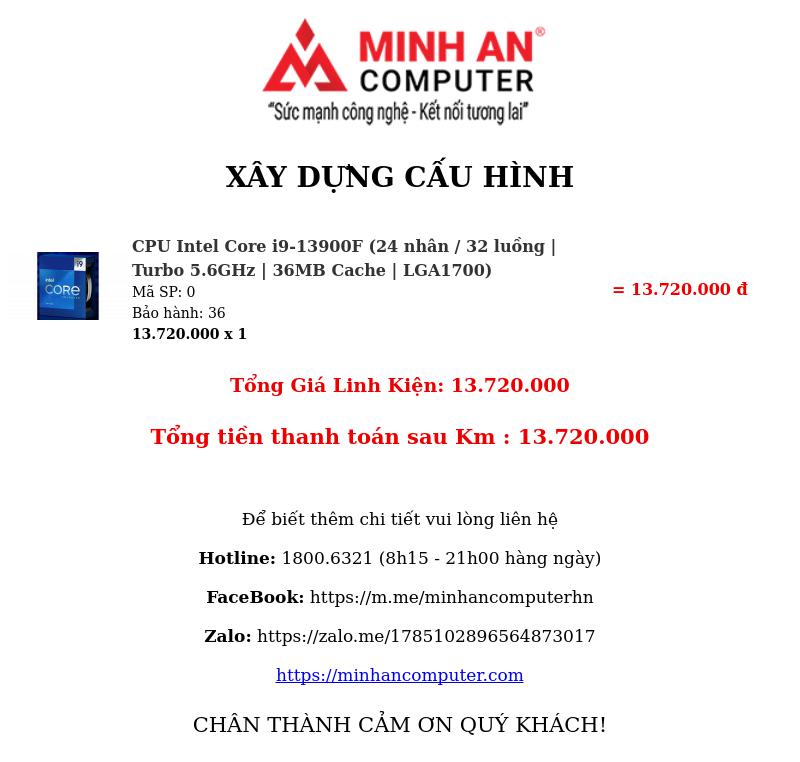 MINH AN®
COMPUTER
“Sức mạnh công nghệ - Kết nối tương lai”
XÂY DỰNG CẤU HÌNH
CPU Intel Core i9-13900F (24 nhân / 32 luồng |
Turbo 5.6GHz | 36MB Cache | LGA1700)
Mã SP: 0
Bảo hành: 36
13.720.000 x 1
= 13.720.000 đ
intel
CORE
i9
Tổng Giá Linh Kiện: 13.720.000
Tổng tiền thanh toán sau Km : 13.720.000
Để biết thêm chi tiết vui lòng liên hệ
Hotline: 1800.6321 (8h15 - 21h00 hàng ngày)
FaceBook: https://m.me/minhancomputerhn
Zalo: https://zalo.me/1785102896564873017
https://minhancomputer.com
CHÂN THÀNH CẢM ƠN QUÝ KHÁCH!